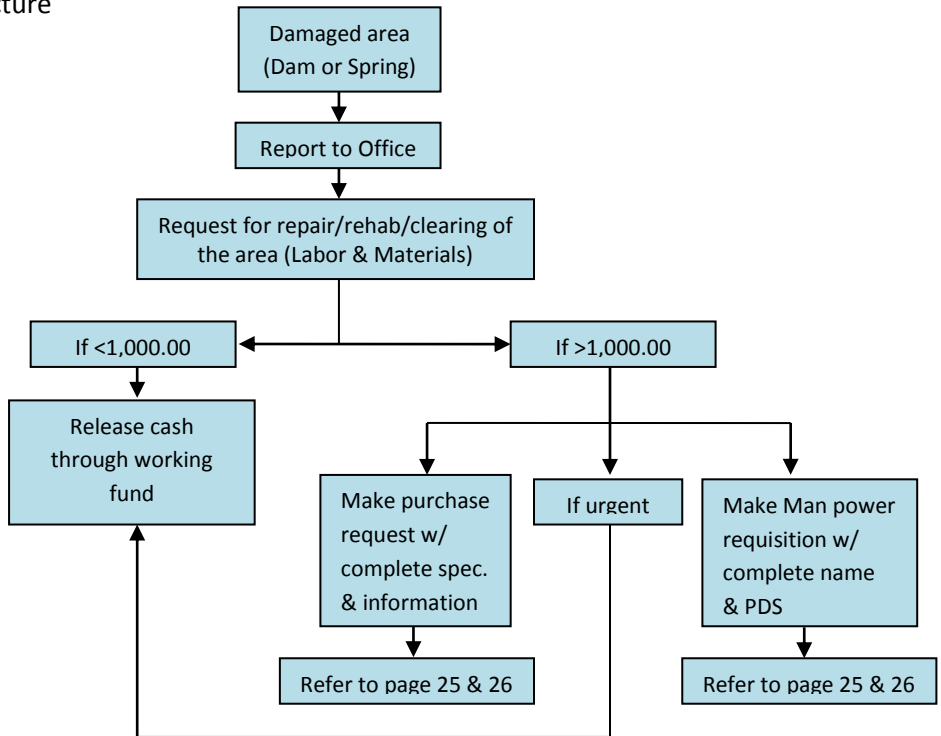 Damaged area
(Dam or Spring)
Report to Office
Request for repair/rehab/clearing of
the area (Labor & Materials)
If <1,000.00
If >1,000.00
Release cash
through working
fund
Make purchase
request w/
complete spec.
& information
If urgent
Make Man power
requisition w/
complete name
& PDS
Refer to page 25 & 26
Refer to page 25 & 26